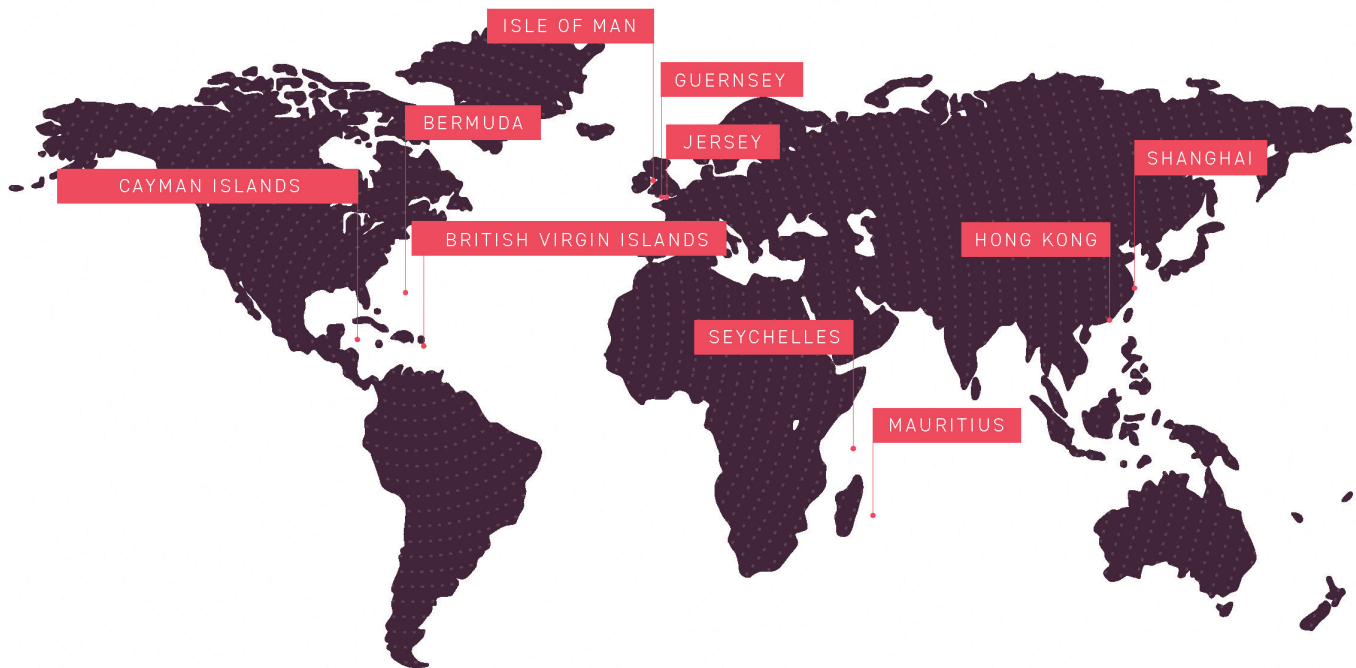 ISLE OF MAN
GUERNSEY
BERMUDA
JERSEY
SHANGHAI
CAYMAN ISLANDS
BRITISH VIRGIN ISLANDS
HONG KONG
SEYCHELLES
MAURITIUS